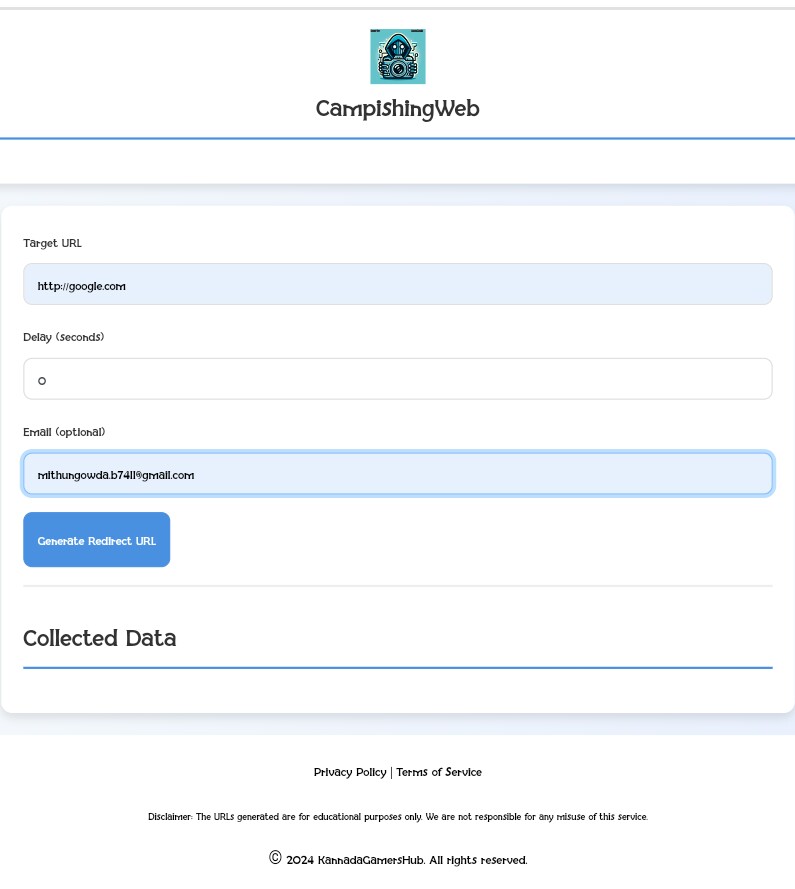 CampishingWeb
Target URL
http://google.com
Delay (seconds)
0
Email (optional)
mithungowda.b7411@gmail.com
Generate Redirect URL
Collected Data
Privacy Policy | Terms of Service
Disclaimer: The URLs generated are for educational purposes only. We are not responsible for any misuse of this service.
© 2024 KannadaGamersHub. All rights reserved.